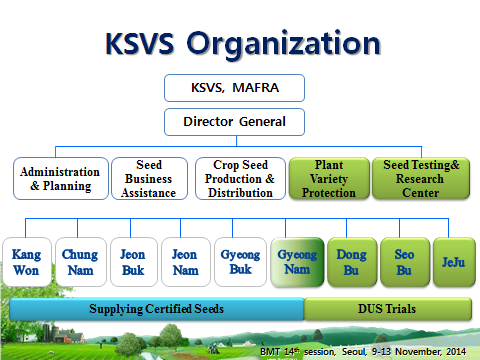 KSVS Organization
KSVS, MAFRA
Director General
Administration
& Planning
Seed
Business
Assistance
Crop Seed
Production &
Distribution
Plant
Variety
Protection
Seed Testing&
Research
Center
Kang
Won
Chung
Nam
Jeon
Buk
Jeon
Nam
Gyeong
Buk
Gyeong
Nam
Dong
Bu
Seo
Bu
JeJu
Supplying Certified Seeds
DUS Trials
BMT 14th session, Seoul, 9-13 November, 2014